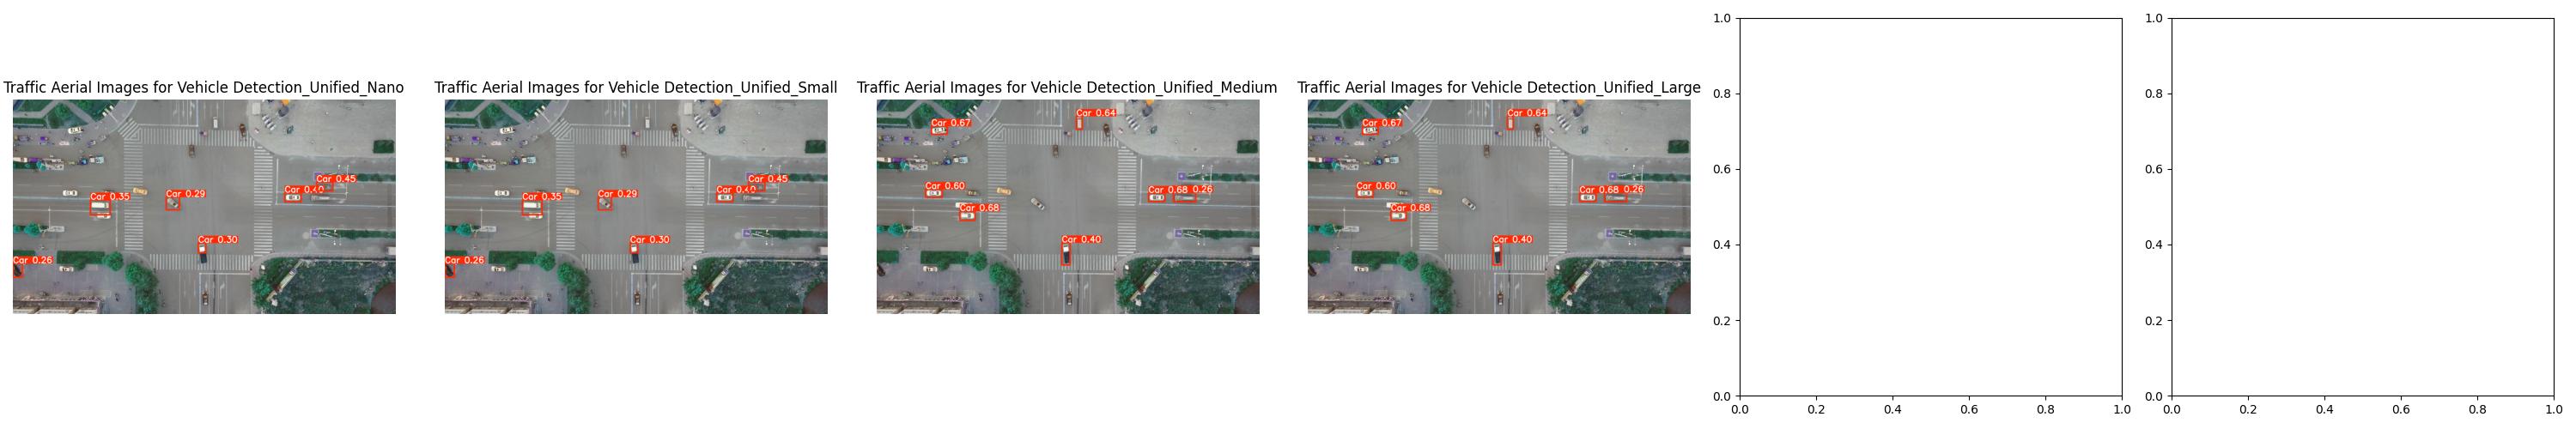 Traffic Aerial Images for Vehicle Detection_Unified_Nano
Car 0.45
Car 0.40
Car 0.35
Car 0.29
Car 0.30
Car 0.26
Traffic Aerial Images for Vehicle Detection_Unified_Small
Car 0.45
Car 0.40
Car 0.35
Car 0.29
Car 0.30
Car 0.26
Traffic Aerial Images for Vehicle Detection_Unified_Medium
Car 0.64
Car 0.67
Car 0.60
Car 0.68 0.26
Car 0.68
Car 0.40
Traffic Aerial Images for Vehicle Detection_Unified_Large
Car 0.64
Car 0.67
Car 0.60
Car 0.68 0.26
Car 0.68
Car 0.40
1.0
0.8
0.6
0.4
0.2
0.0
0.0 0.2 0.4 0.6 0.8 1.0
1.0
0.8
0.6
0.4
0.2
0.0
0.0 0.2 0.4 0.6 0.8 1.0